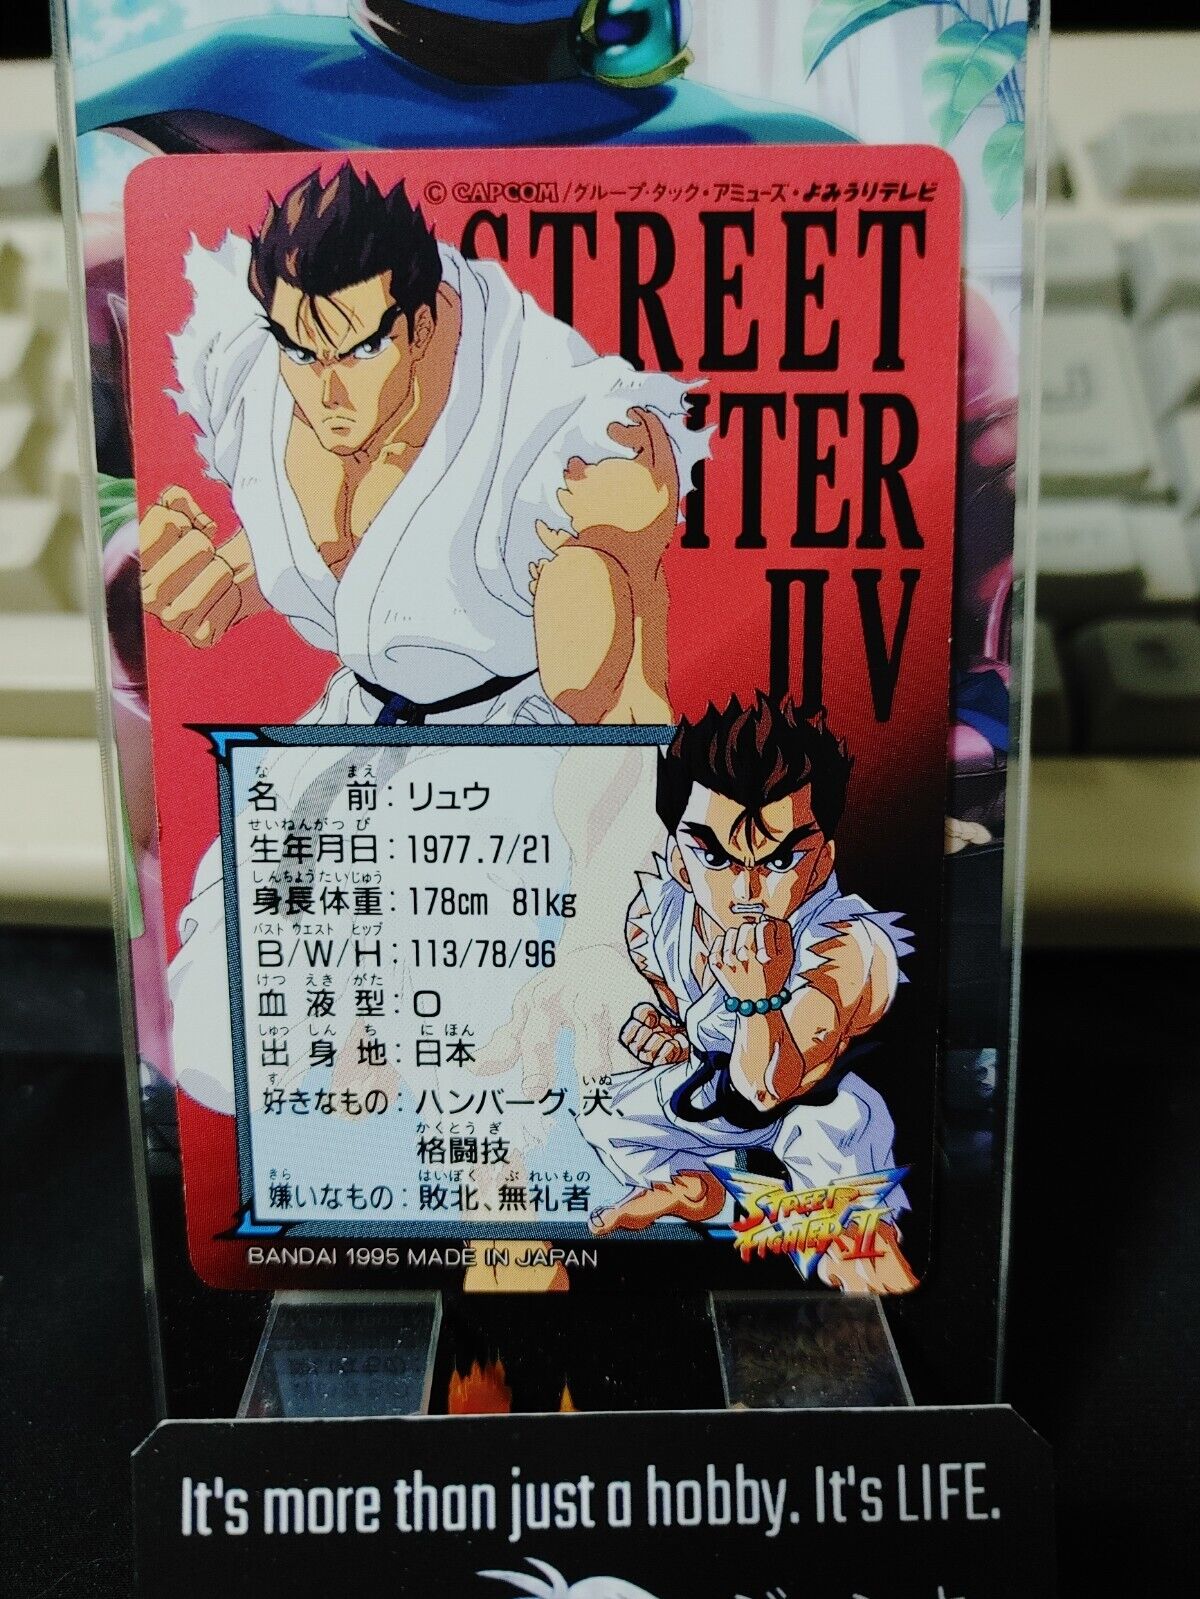 © CAPCOM/グループ・タック・アミューズ・よみうりテレビ
STREET
HTER
II V
な まえ
名 前：リュウ
せいねんがっぴ
生年月日：1977.7/21
しんちょうたいじゅう
身長体重：178cm 81kg
バスト ウエスト ヒップ
B/W/H：113/78/96
けつ えき がた
血液型：O
しゅっ しん ち に ほん
出身地：日本
す いぬ
好きなもの：ハンバーグ、犬、
かくとう ぎ
格闘技
きら はいぼく ぶ れいもの
嫌いなもの：敗北、無礼者
STREET
FIGHTER II
BANDAI 1995 MADE IN JAPAN
It's more than just a hobby. It's LIFE.